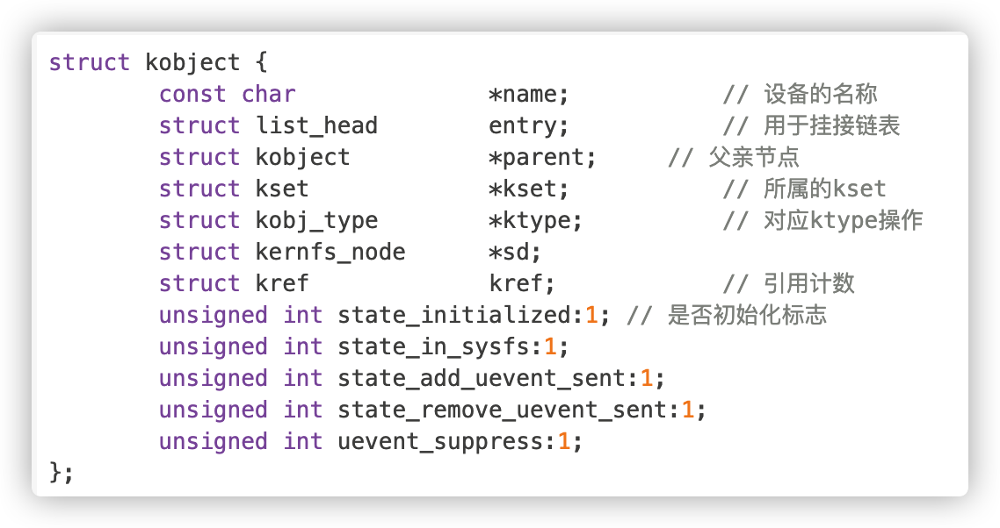 struct kobject {
        const char              *name;           // 设备的名称
        struct list_head        entry;           // 用于挂接链表
        struct kobject          *parent;     // 父亲节点
        struct kset             *kset;           // 所属的kset
        struct kobj_type        *ktype;          // 对应ktype操作
        struct kernfs_node      *sd;
        struct kref             kref;            // 引用计数
        unsigned int state_initialized:1; // 是否初始化标志
        unsigned int state_in_sysfs:1;
        unsigned int state_add_uevent_sent:1;
        unsigned int state_remove_uevent_sent:1;
        unsigned int uevent_suppress:1;
};